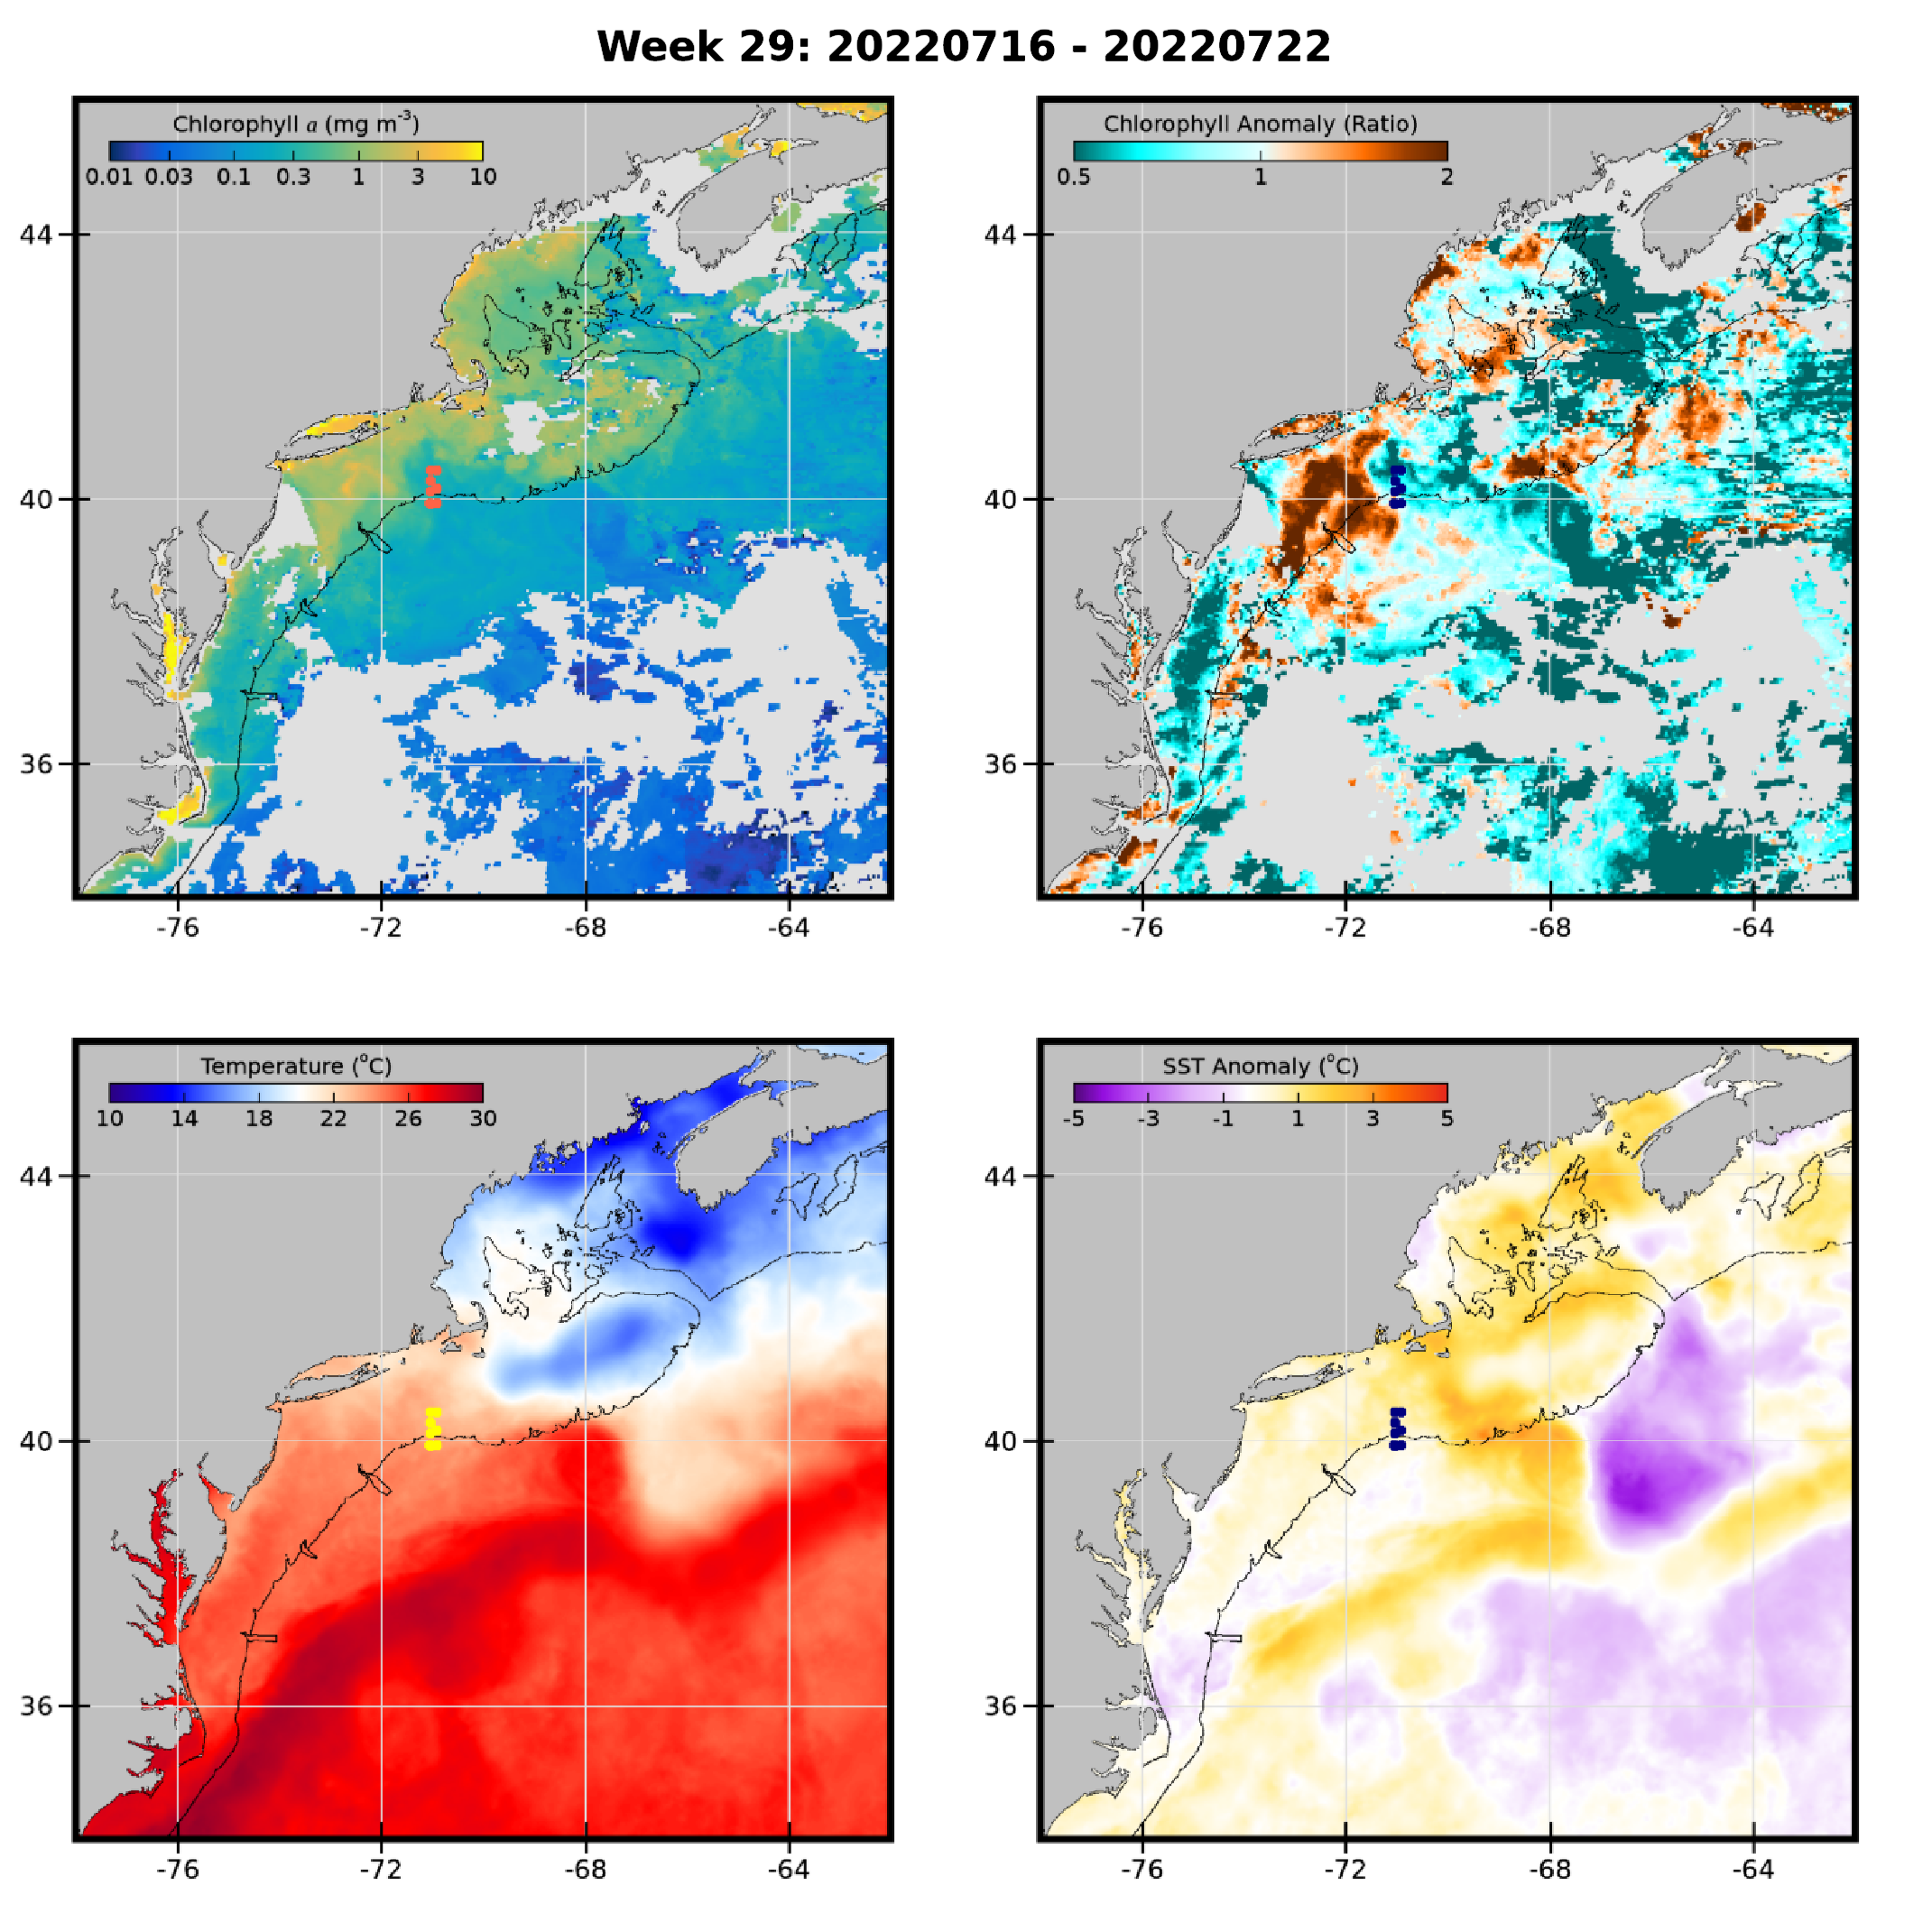 Week 29: 20220716 - 20220722
Chlorophyll a (mg m-3)
0.01 0.03 0.1 0.3 1 3 10
44
40
36
-76 -72 -68 -64
Chlorophyll Anomaly (Ratio)
0.5 1 2
44
40
36
-76 -72 -68 -64
Temperature (°C)
10 14 18 22 26 30
44
40
36
-76 -72 -68 -64
SST Anomaly (°C)
-5 -3 -1 1 3 5
44
40
36
-76 -72 -68 -64